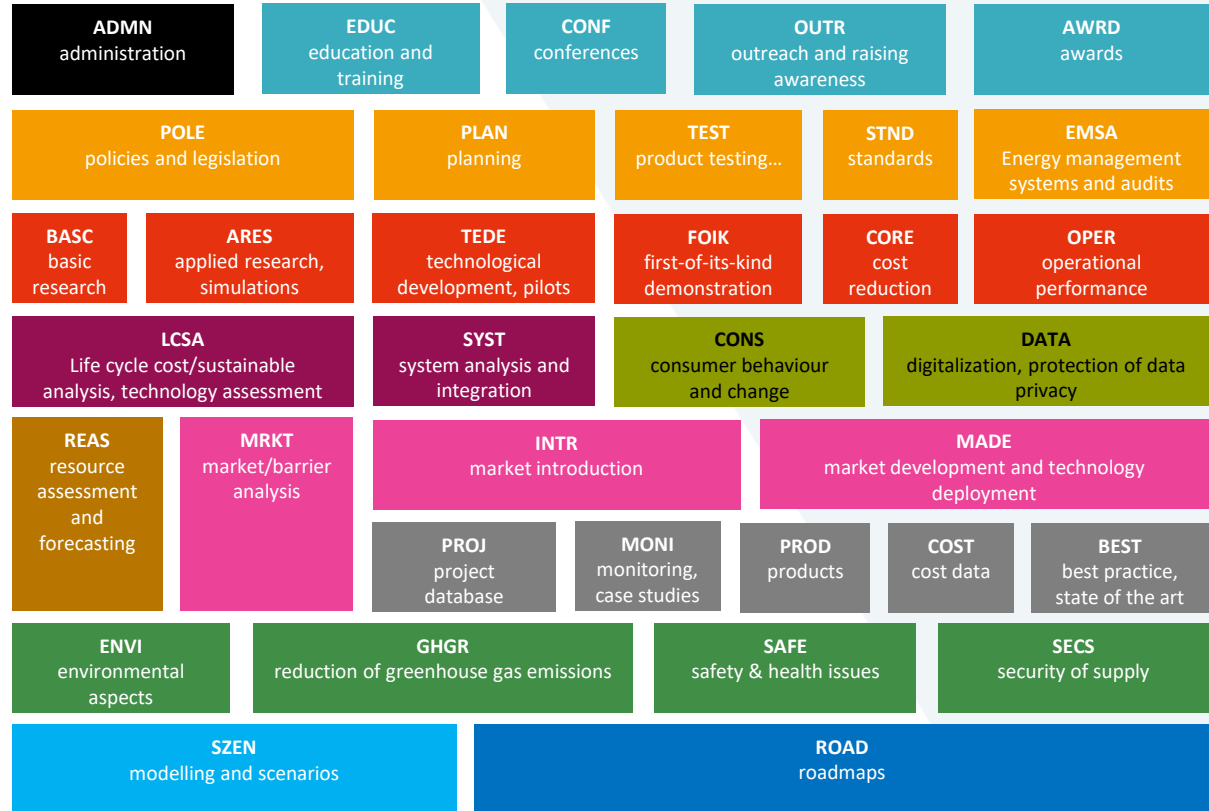 ADMN
administration
EDUC
education and
training
CONF
conferences
OUTR
outreach and raising
awareness
AWRD
awards
POLE
policies and legislation
PLAN
planning
TEST
product testing…
STND
standards
EMSA
Energy management
systems and audits
BASC
basic
research
ARES
applied research,
simulations
TEDE
technological
development, pilots
FOIK
first-of-its-kind
demonstration
CORE
cost
reduction
OPER
operational
performance
LCSA
Life cycle cost/sustainable
analysis, technology assessment
SYST
system analysis and
integration
CONS
consumer behaviour
and change
DATA
digitalization, protection of data
privacy
REAS
resource
assessment
and
forecasting
MRKT
market/barrier
analysis
INTR
market introduction
MADE
market development and technology
deployment
PROJ
project
database
MONI
monitoring,
case studies
PROD
products
COST
cost data
BEST
best practice,
state of the art
ENVI
environmental
aspects
GHGR
reduction of greenhouse gas emissions
SAFE
safety & health issues
SECS
security of supply
SZEN
modelling and scenarios
ROAD
roadmaps